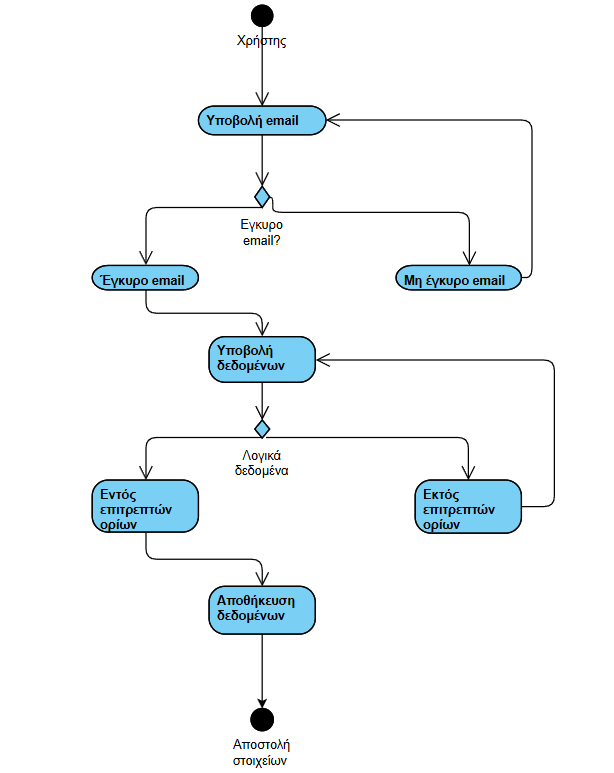 Χρήστης
Υποβολή email
Εγκυρο
email?
Έγκυρο email
Μη έγκυρο email
Υποβολή
δεδομένων
Λογικά
δεδομένα
Εντός
επιτρεπτών
ορίων
Εκτός
επιτρεπτών
ορίων
Αποθήκευση
δεδομένων
Αποστολή
στοιχείων